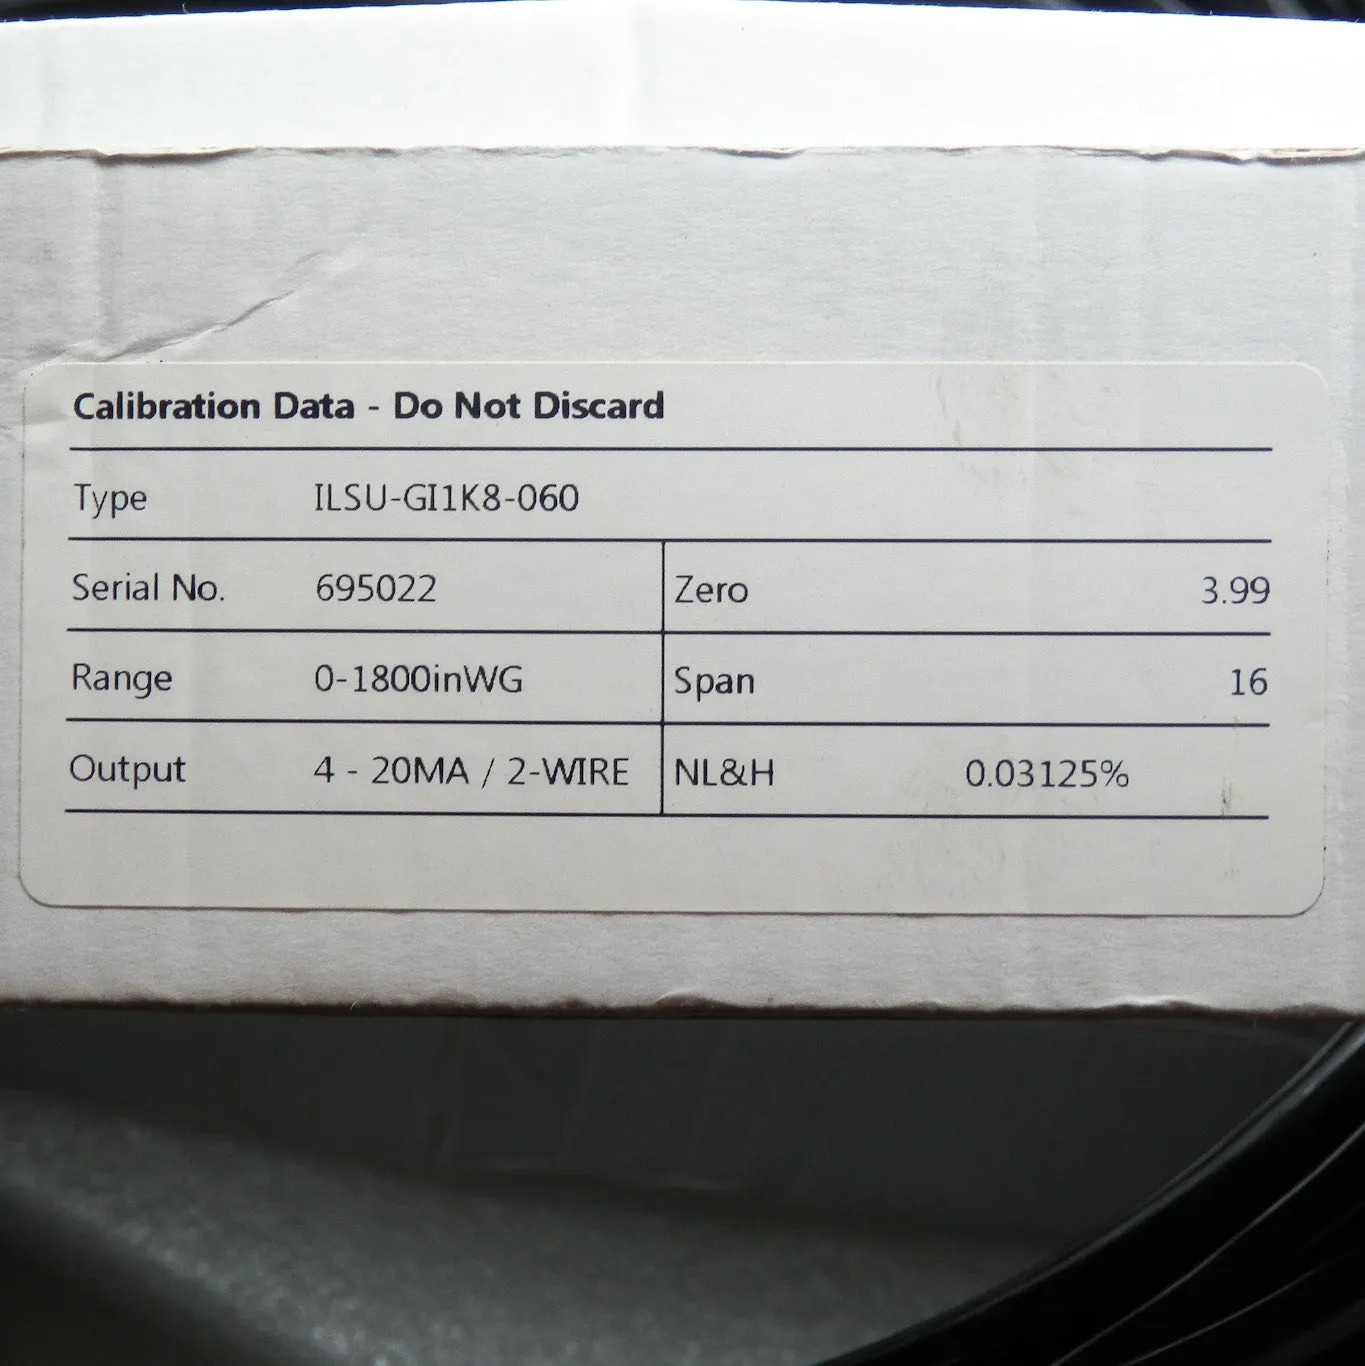 Calibration Data - Do Not Discard
Type ILSU-GI1K8-060
Serial No. 695022 Zero 3.99
Range 0-1800inWG Span 16
Output 4 - 20MA / 2-WIRE NL&H 0.03125%